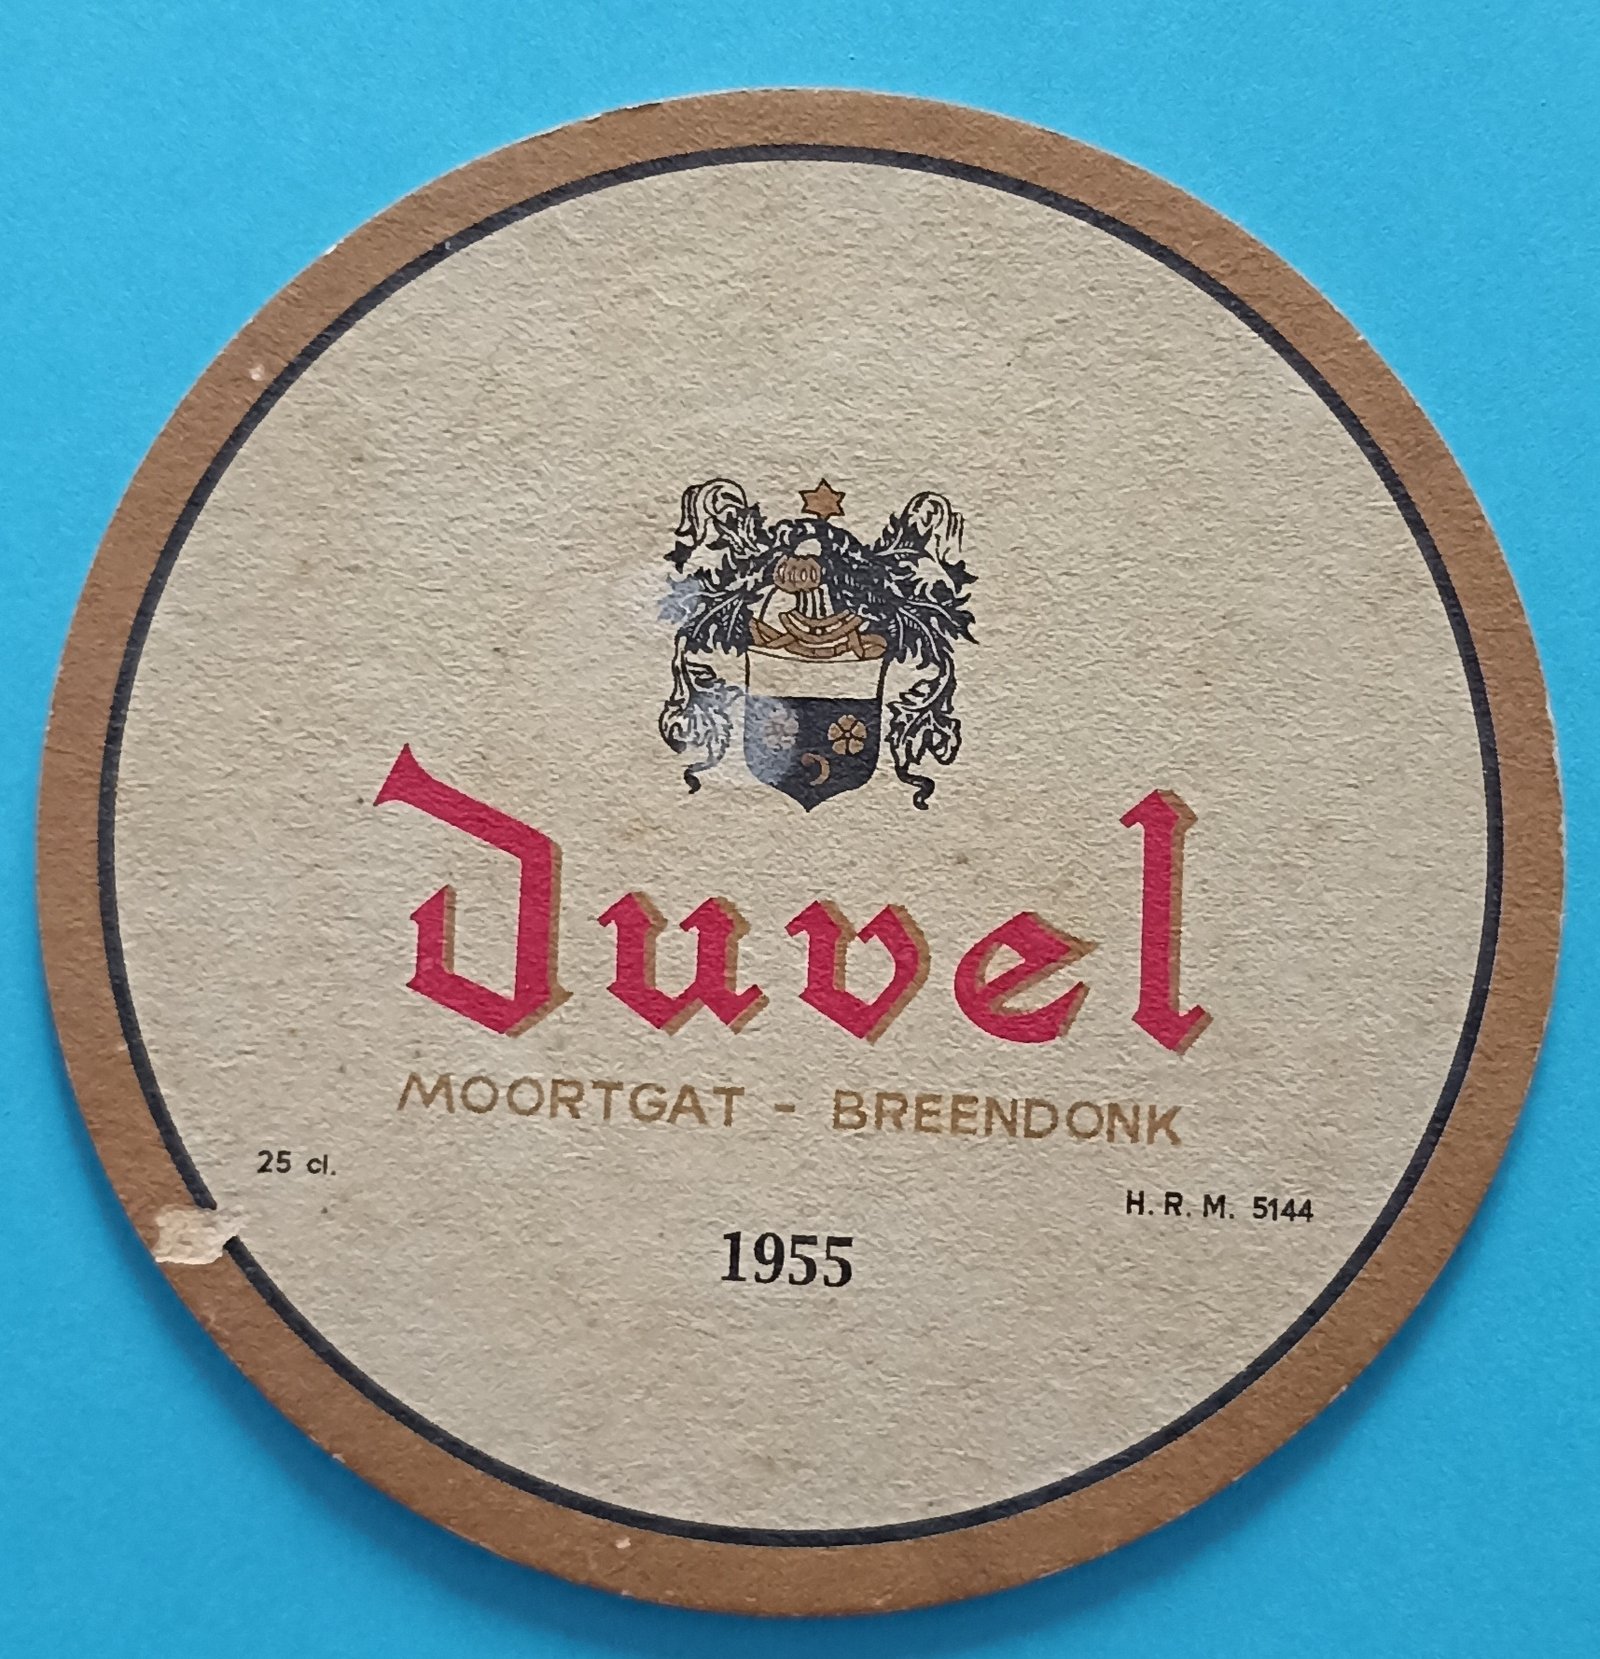 Duvel
MOORTGAT - BREENDONK
25 cl.
H. R. M. 5144
1955